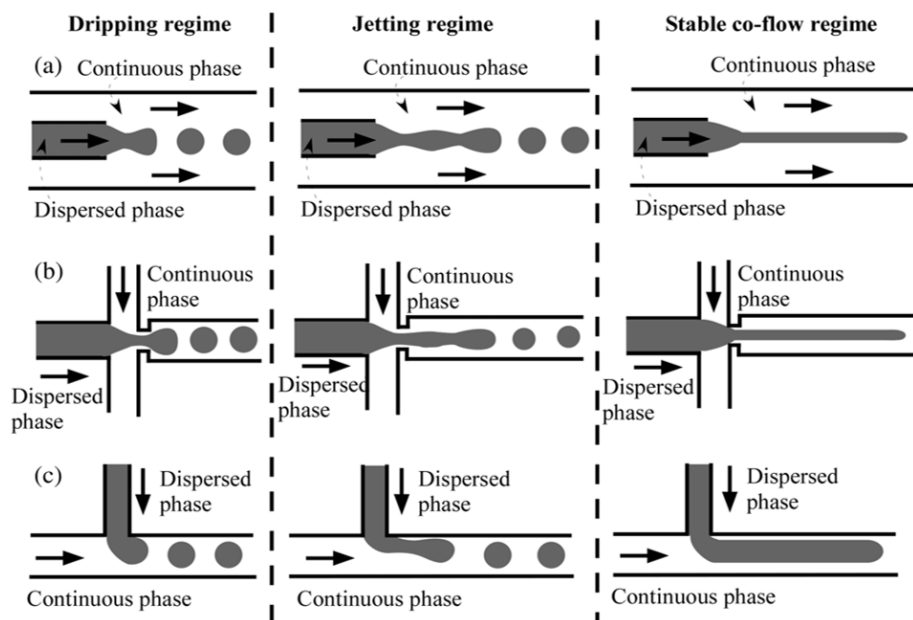 Dripping regime
Jetting regime
Stable co-flow regime
(a)
Continuous phase
Dispersed phase
Continuous phase
Dispersed phase
Continuous phase
Dispersed phase
(b)
Continuous
phase
Dispersed
phase
Continuous
phase
Dispersed
phase
Continuous
phase
Dispersed
phase
(c)
Dispersed
phase
Continuous phase
Dispersed
phase
Continuous phase
Dispersed
phase
Continuous phase